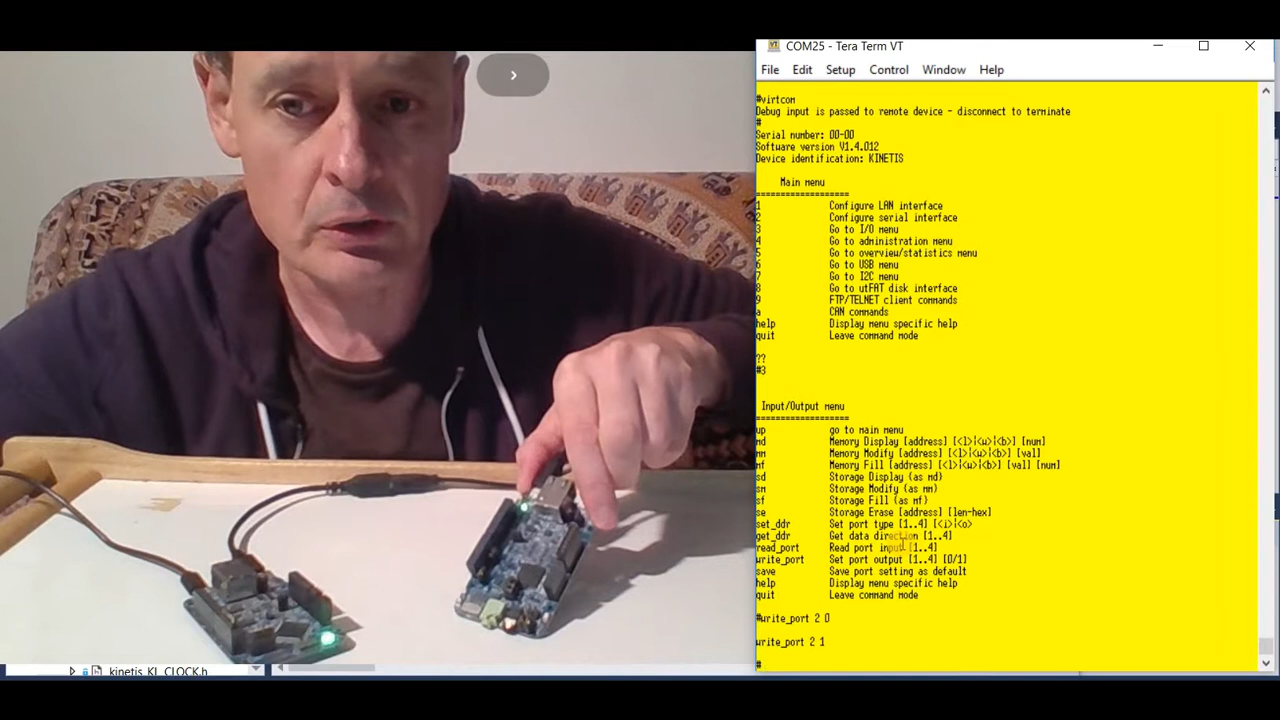 COM25 - Tera Term VT
File Edit Setup Control Window Help
#virtcom
Debug input is passed to remote device - disconnect to terminate
#
Serial number: 00-00
Software version V1.4.012
Device identification: KINETIS
Main menu
===================
1 Configure LAN interface
2 Configure serial interface
3 Go to I/O menu
4 Go to administration menu
5 Go to overview/statistics menu
6 Go to USB menu
7 Go to I2C menu
8 Go to utFAT disk interface
9 FTP/TELNET client commands
a CAN commands
help Display menu specific help
quit Leave command mode
??
#3
Input/Output menu
===================
up go to main menu
md Memory Display [address] [<l>|<w>|<b>] [num]
mm Memory Modify [address] [<l>|<w>|<b>] [val]
mf Memory Fill [address] [<l>|<w>|<b>] [val] [num]
sd Storage Display (as md)
sm Storage Modify (as mm)
sf Storage Fill (as mf)
se Storage Erase [address] [len-hex]
set_ddr Set port type [1..4] [<i>|<o>
get_ddr Get data direction [1..4]
read_port Read port input [1..4]
write_port Set port output [1..4] [0/1]
save Save port setting as default
help Display menu specific help
quit Leave command mode
#write_port 2 0
write_port 2 1
#
kinetis_KL_CLOCK.h